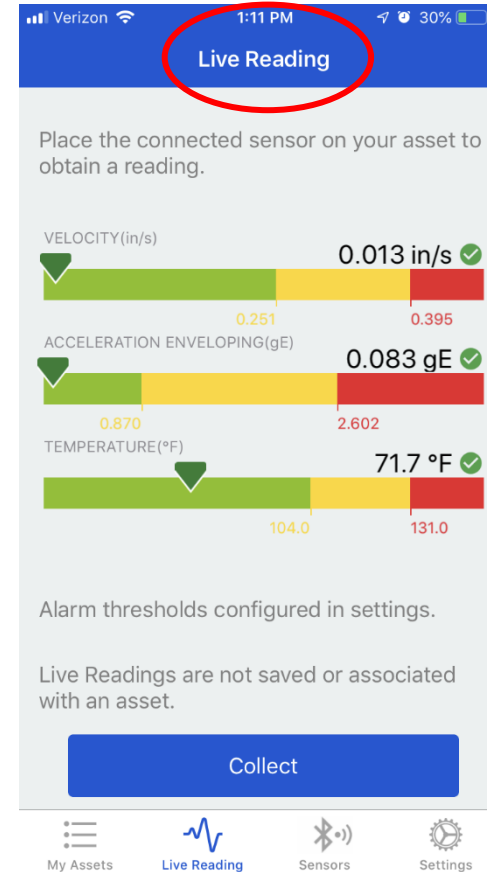 Verizon 1:11 PM 30%
Live Reading
Place the connected sensor on your asset to
obtain a reading.
VELOCITY(in/s)
0.013 in/s
0.251 0.395
ACCELERATION ENVELOPING(gE)
0.083 gE
0.870 2.602
TEMPERATURE(°F)
71.7 °F
104.0 131.0
Alarm thresholds configured in settings.
Live Readings are not saved or associated
with an asset.
Collect
My Assets Live Reading Sensors Settings